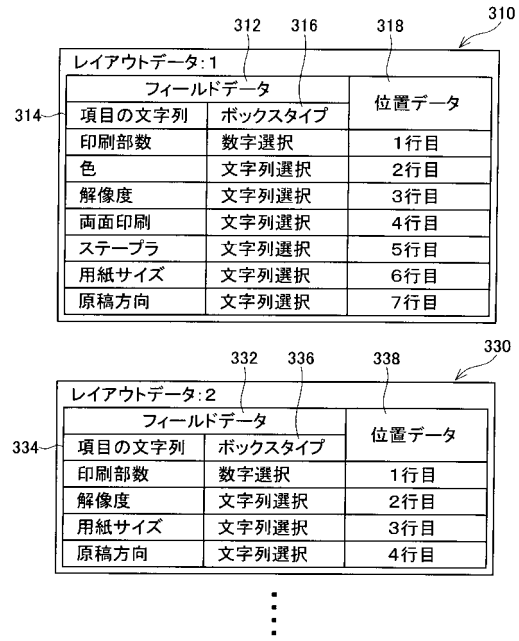 310
312 316 318
レイアウトデータ:1
フィールドデータ 位置データ
314 項目の文字列 ボックスタイプ
印刷部数 数字選択 1行目
色 文字列選択 2行目
解像度 文字列選択 3行目
両面印刷 文字列選択 4行目
ステープラ 文字列選択 5行目
用紙サイズ 文字列選択 6行目
原稿方向 文字列選択 7行目
330
332 336 338
レイアウトデータ:2
フィールドデータ 位置データ
334 項目の文字列 ボックスタイプ
印刷部数 数字選択 1行目
解像度 文字列選択 2行目
用紙サイズ 文字列選択 3行目
原稿方向 文字列選択 4行目